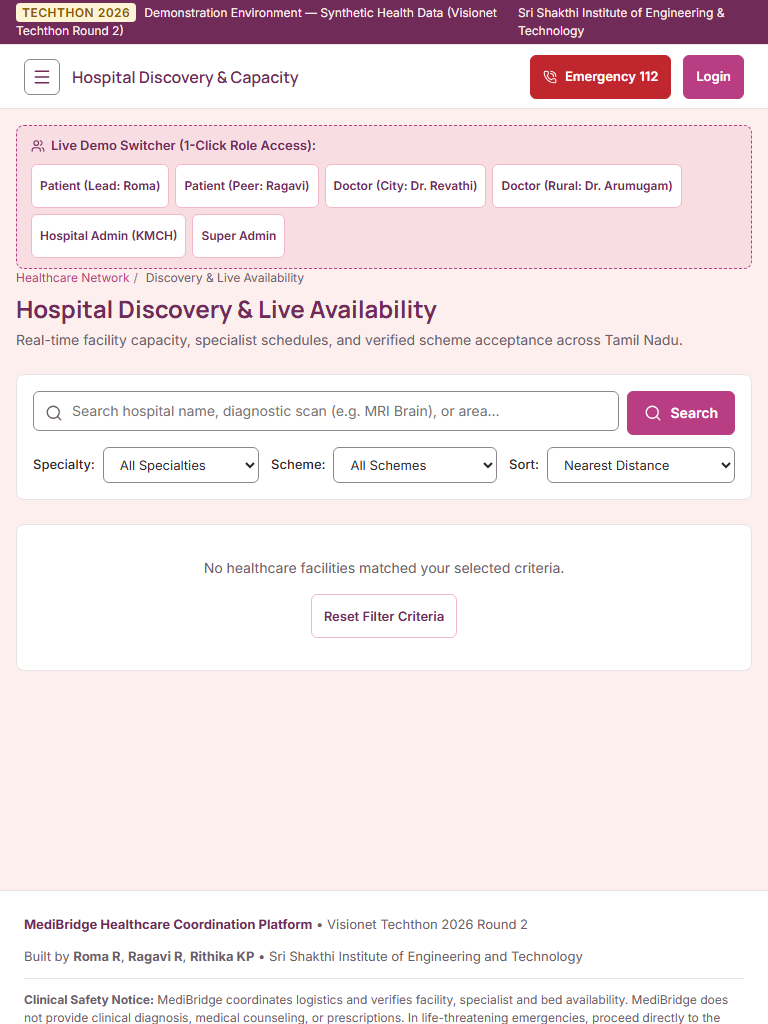 TECHTHON 2026 Demonstration Environment — Synthetic Health Data (Visionet
Techthon Round 2)
Sri Shakthi Institute of Engineering &
Technology
Hospital Discovery & Capacity
Emergency 112
Login
Live Demo Switcher (1-Click Role Access):
Patient (Lead: Roma)
Patient (Peer: Ragavi)
Doctor (City: Dr. Revathi)
Doctor (Rural: Dr. Arumugam)
Hospital Admin (KMCH)
Super Admin
Healthcare Network / Discovery & Live Availability
Hospital Discovery & Live Availability
Real-time facility capacity, specialist schedules, and verified scheme acceptance across Tamil Nadu.
Search hospital name, diagnostic scan (e.g. MRI Brain), or area...
Search
Specialty: All Specialties
Scheme: All Schemes
Sort: Nearest Distance
No healthcare facilities matched your selected criteria.
Reset Filter Criteria
MediBridge Healthcare Coordination Platform • Visionet Techthon 2026 Round 2
Built by Roma R, Ragavi R, Rithika KP • Sri Shakthi Institute of Engineering and Technology
Clinical Safety Notice: MediBridge coordinates logistics and verifies facility, specialist and bed availability. MediBridge does
not provide clinical diagnosis, medical counseling, or prescriptions. In life-threatening emergencies, proceed directly to the